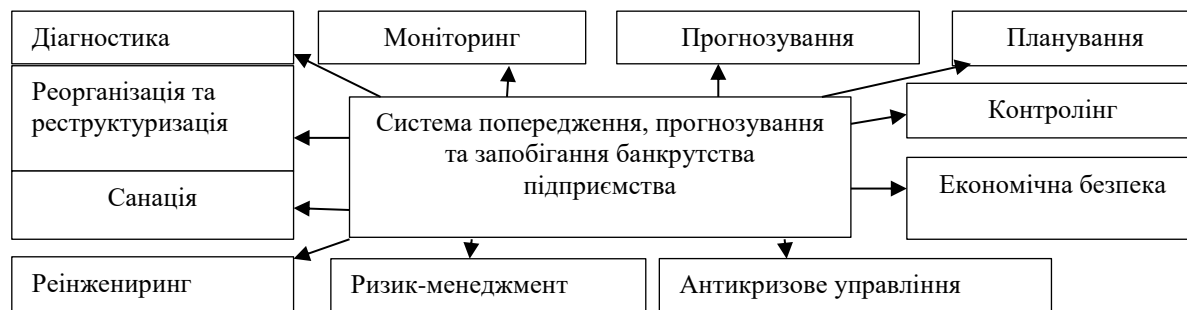 Діагностика
Моніторинг
Прогнозування
Планування
Реорганізація та
реструктуризація
Контролінг
Система попередження, прогнозування
та запобігання банкрутства
підприємства
Санація
Економічна безпека
Реінжениринг
Ризик-менеджмент
Антикризове управління